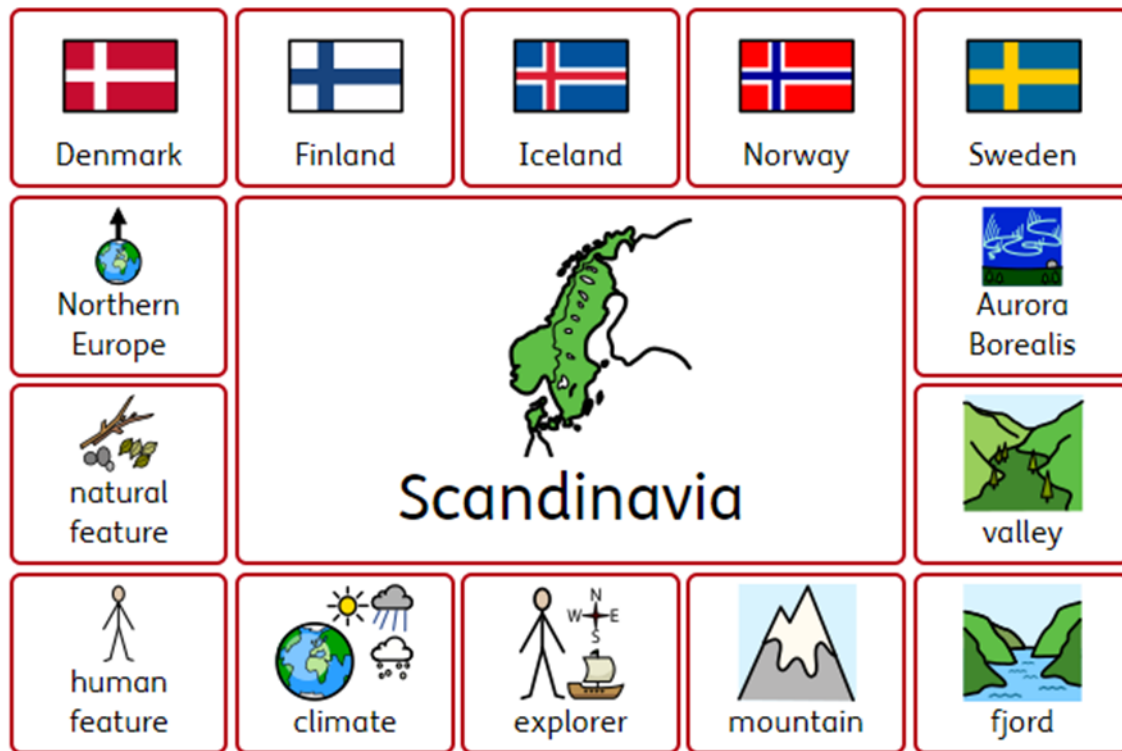 Denmark
Finland
Iceland
Norway
Sweden
Northern
Europe
Scandinavia
Aurora
Borealis
natural
feature
valley
human
feature
climate
N
W E
S
explorer
mountain
fjord